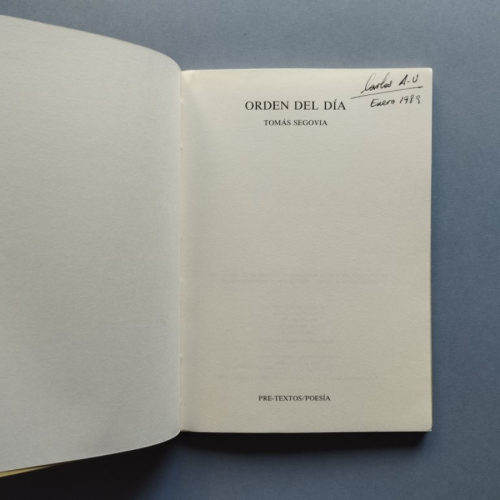 Carlos A-U
Enero 1989
ORDEN DEL DÍA
TOMÁS SEGOVIA
PRE-TEXTOS/POESÍA